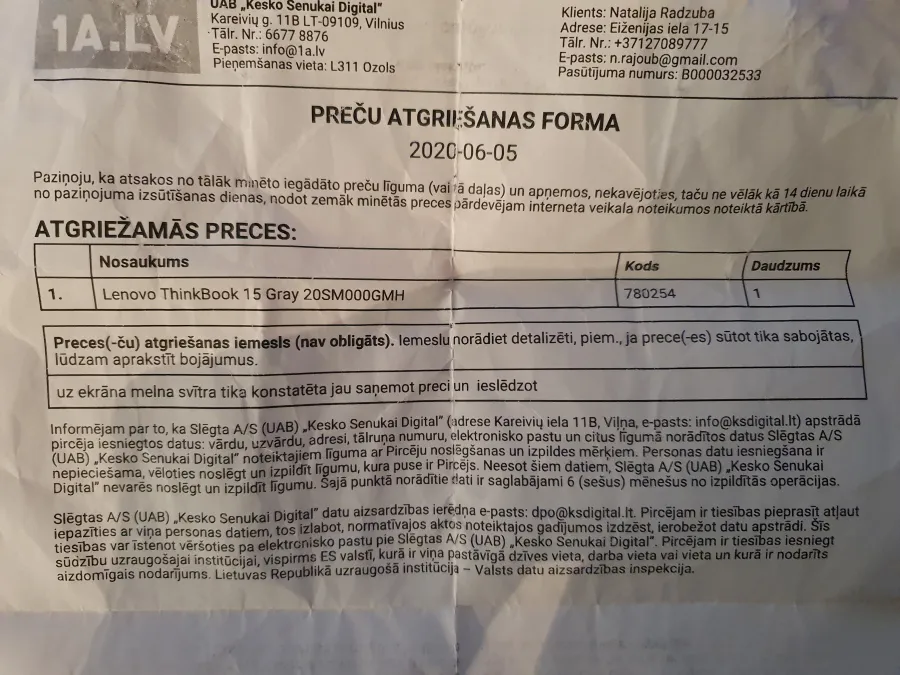 1A.LV
UAB „Kesko Senukai Digital"
Kareivių g. 11B LT-09109, Vilnius
Tālr. Nr.: 6677 8876
E-pasts: info@1a.lv
Pieņemšanas vieta: L311 Ozols
Klients: Natalija Radzuba
Adrese: Eiženijas iela 17-15
Tālr. Nr.: +37127089777
E-pasts: n.rajoub@gmail.com
Pasūtījuma numurs: B000032533
PREČU ATGRIEŠANAS FORMA
2020-06-05
Paziņoju, ka atsakos no tālāk minēto iegādāto preču līguma (vai tā daļas) un apņemos, nekavējoties, taču ne vēlāk kā 14 dienu laikā
no paziņojuma izsūtīšanas dienas, nodot zemāk minētās preces pārdevējam interneta veikala noteikumos noteiktā kārtībā.
ATGRIEŽAMĀS PRECES:
Nosaukums Kods Daudzums
1. Lenovo ThinkBook 15 Gray 20SM000GMH 780254 1
Preces(-ču) atgriešanas iemesls (nav obligāts). Iemeslu norādiet detalizēti, piem., ja prece(-es) sūtot tika sabojātas,
lūdzam aprakstīt bojājumus.
uz ekrāna melna svītra tika konstatēta jau saņemot preci un ieslēdzot
Informējam par to, ka Slēgta A/S (UAB) „Kesko Senukai Digital" (adrese Kareivių iela 11B, Viļņa, e-pasts: info@ksdigital.lt) apstrādā
pircēja iesniegtos datus: vārdu, uzvārdu, adresi, tālruņa numuru, elektronisko pastu un citus līgumā norādītos datus Slēgtas A/S
(UAB) „Kesko Senukai Digital" noteiktajiem līguma ar Pircēju noslēgšanas un izpildes mērķiem. Personas datu iesniegšana ir
nepieciešama, vēloties noslēgt un izpildīt līgumu, kura puse ir Pircējs. Neesot šiem datiem, Slēgta A/S (UAB) „Kesko Senukai
Digital" nevarēs noslēgt un izpildīt līgumu. Šajā punktā norādītie dati ir saglabājami 6 (sešus) mēnešus no izpildītās operācijas.
Slēgtas A/S (UAB) „Kesko Senukai Digital" datu aizsardzības ierēdņa e-pasts: dpo@ksdigital.lt. Pircējam ir tiesības pieprasīt atļaut
iepazīties ar viņa personas datiem, tos izlabot, normatīvajos aktos noteiktajos gadījumos izdzēst, ierobežot datu apstrādi. Šīs
tiesības var īstenot vēršoties pa elektronisko pastu pie Slēgtās A/S (UAB) „Kesko Senukai Digital". Pircējam ir tiesības iesniegt
sūdzību uzraugošajai institūcijai, vispirms ES valstī, kurā ir viņa pastāvīgā dzīves vieta, darba vieta vai vieta un kurā ir nodarīts
aizdomīgais nodarījums. Lietuvas Republikā uzraugošā institūcija – Valsts datu aizsardzības inspekcija.